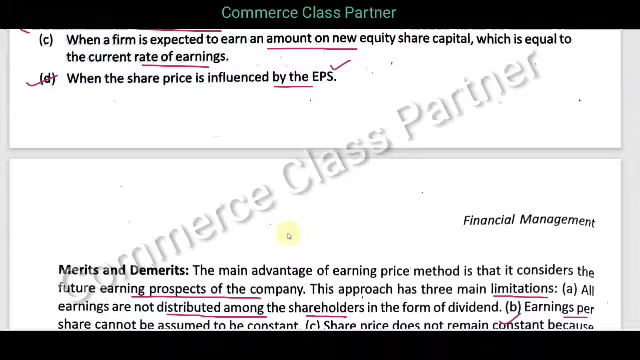 Commerce Class Partner
(c) When a firm is expected to earn an amount on new equity share capital, which is equal to
the current rate of earnings.
(d) When the share price is influenced by the EPS.
Commerce Class Partner
Financial Management
Merits and Demerits: The main advantage of earning price method is that it considers the
future earning prospects of the company. This approach has three main limitations: (a) All
earnings are not distributed among the shareholders in the form of dividend. (b) Earnings per
share cannot be assumed to be constant. (c) Share price does not remain constant because